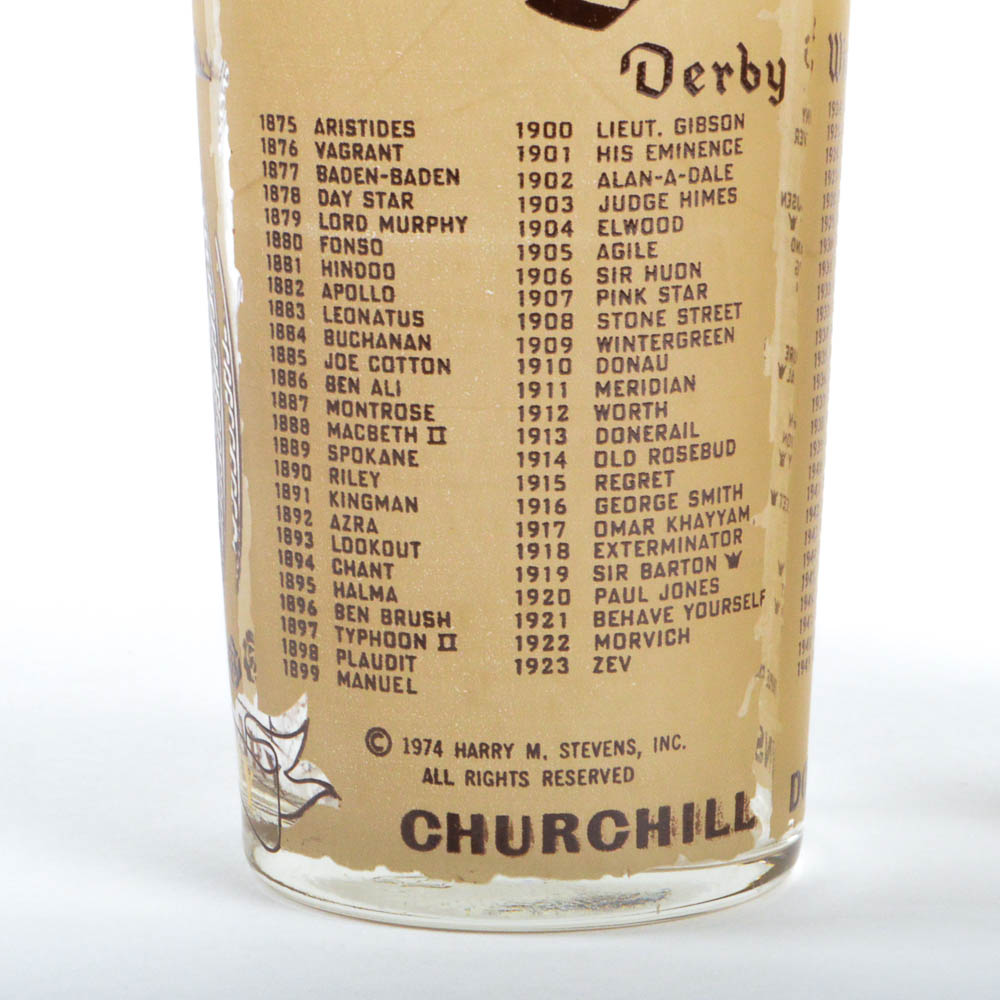 Derby
1875 ARISTIDES
1876 VAGRANT
1877 BADEN-BADEN
1878 DAY STAR
1879 LORD MURPHY
1880 FONSO
1881 HINDOO
1882 APOLLO
1883 LEONATUS
1884 BUCHANAN
1885 JOE COTTON
1886 BEN ALI
1887 MONTROSE
1888 MACBETH II
1889 SPOKANE
1890 RILEY
1891 KINGMAN
1892 AZRA
1893 LOOKOUT
1894 CHANT
1895 HALMA
1896 BEN BRUSH
1897 TYPHOON II
1898 PLAUDIT
1899 MANUEL
1900 LIEUT. GIBSON
1901 HIS EMINENCE
1902 ALAN-A-DALE
1903 JUDGE HIMES
1904 ELWOOD
1905 AGILE
1906 SIR HUON
1907 PINK STAR
1908 STONE STREET
1909 WINTERGREEN
1910 DONAU
1911 MERIDIAN
1912 WORTH
1913 DONERAIL
1914 OLD ROSEBUD
1915 REGRET
1916 GEORGE SMITH
1917 OMAR KHAYYAM
1918 EXTERMINATOR
1919 SIR BARTON
1920 PAUL JONES
1921 BEHAVE YOURSELF
1922 MORVICH
1923 ZEV
© 1974 HARRY M. STEVENS, INC.
ALL RIGHTS RESERVED
CHURCHILL